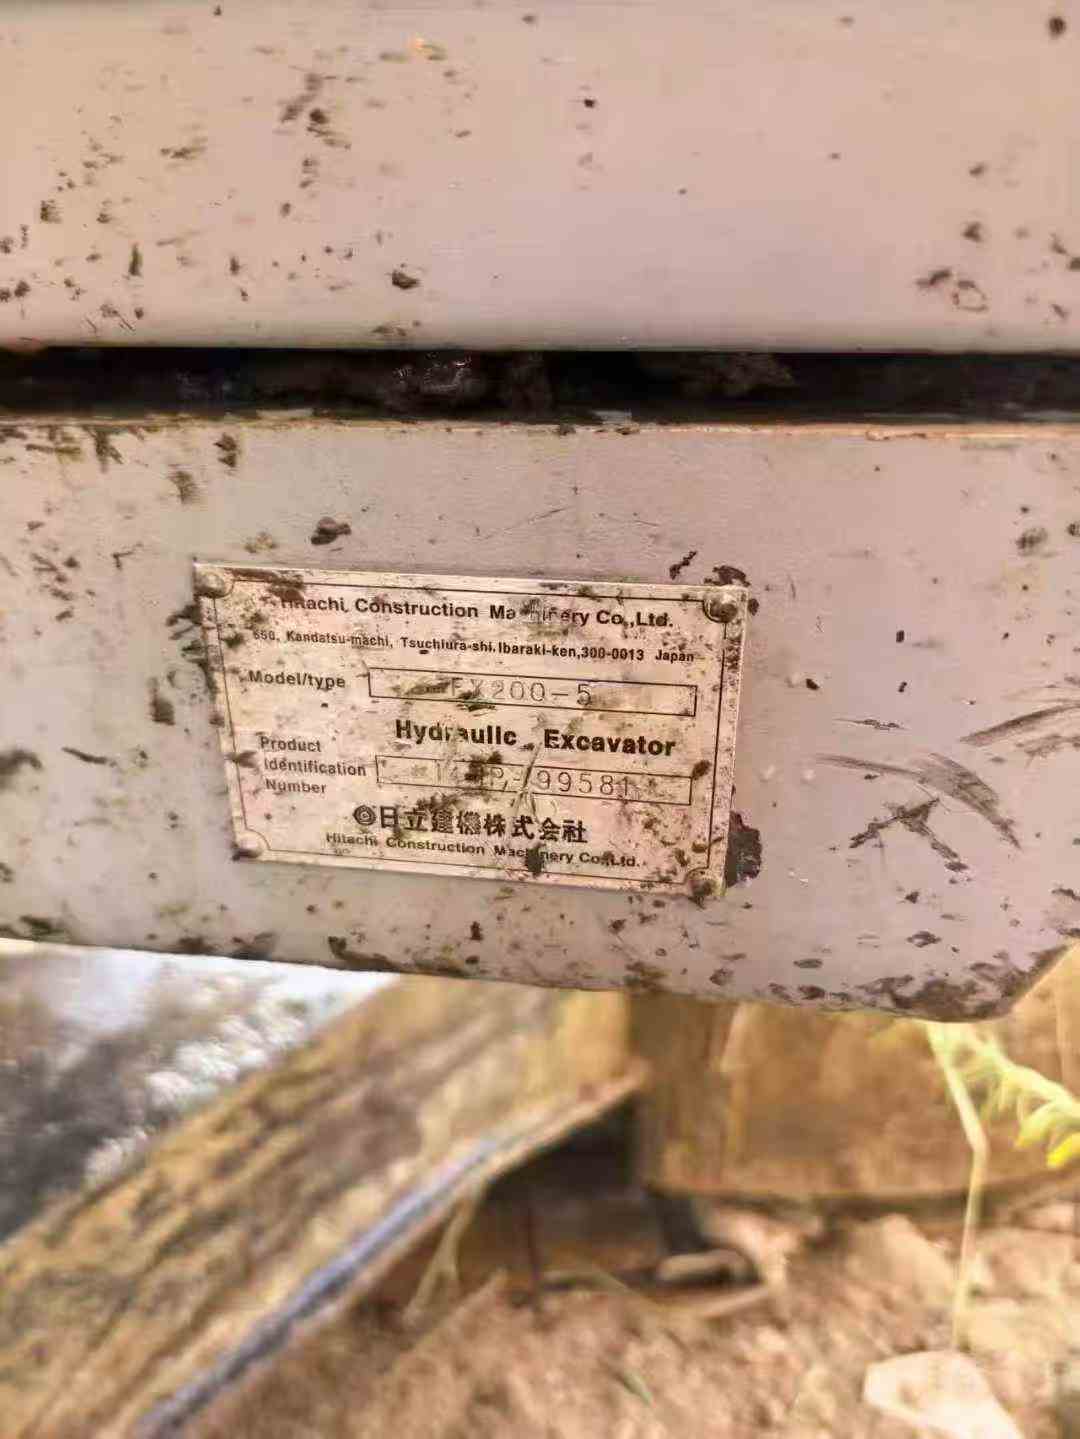 Hitachi Construction Machinery Co.,Ltd.
650, Kandatsu-machi, Tsuchiura-shi, Ibaraki-ken,300-0013 Japan
Model/type EX200-5
Hydraulic Excavator
Product
Identification
Number
日立建機株式会社
Hitachi Construction Machinery Co.,Ltd.